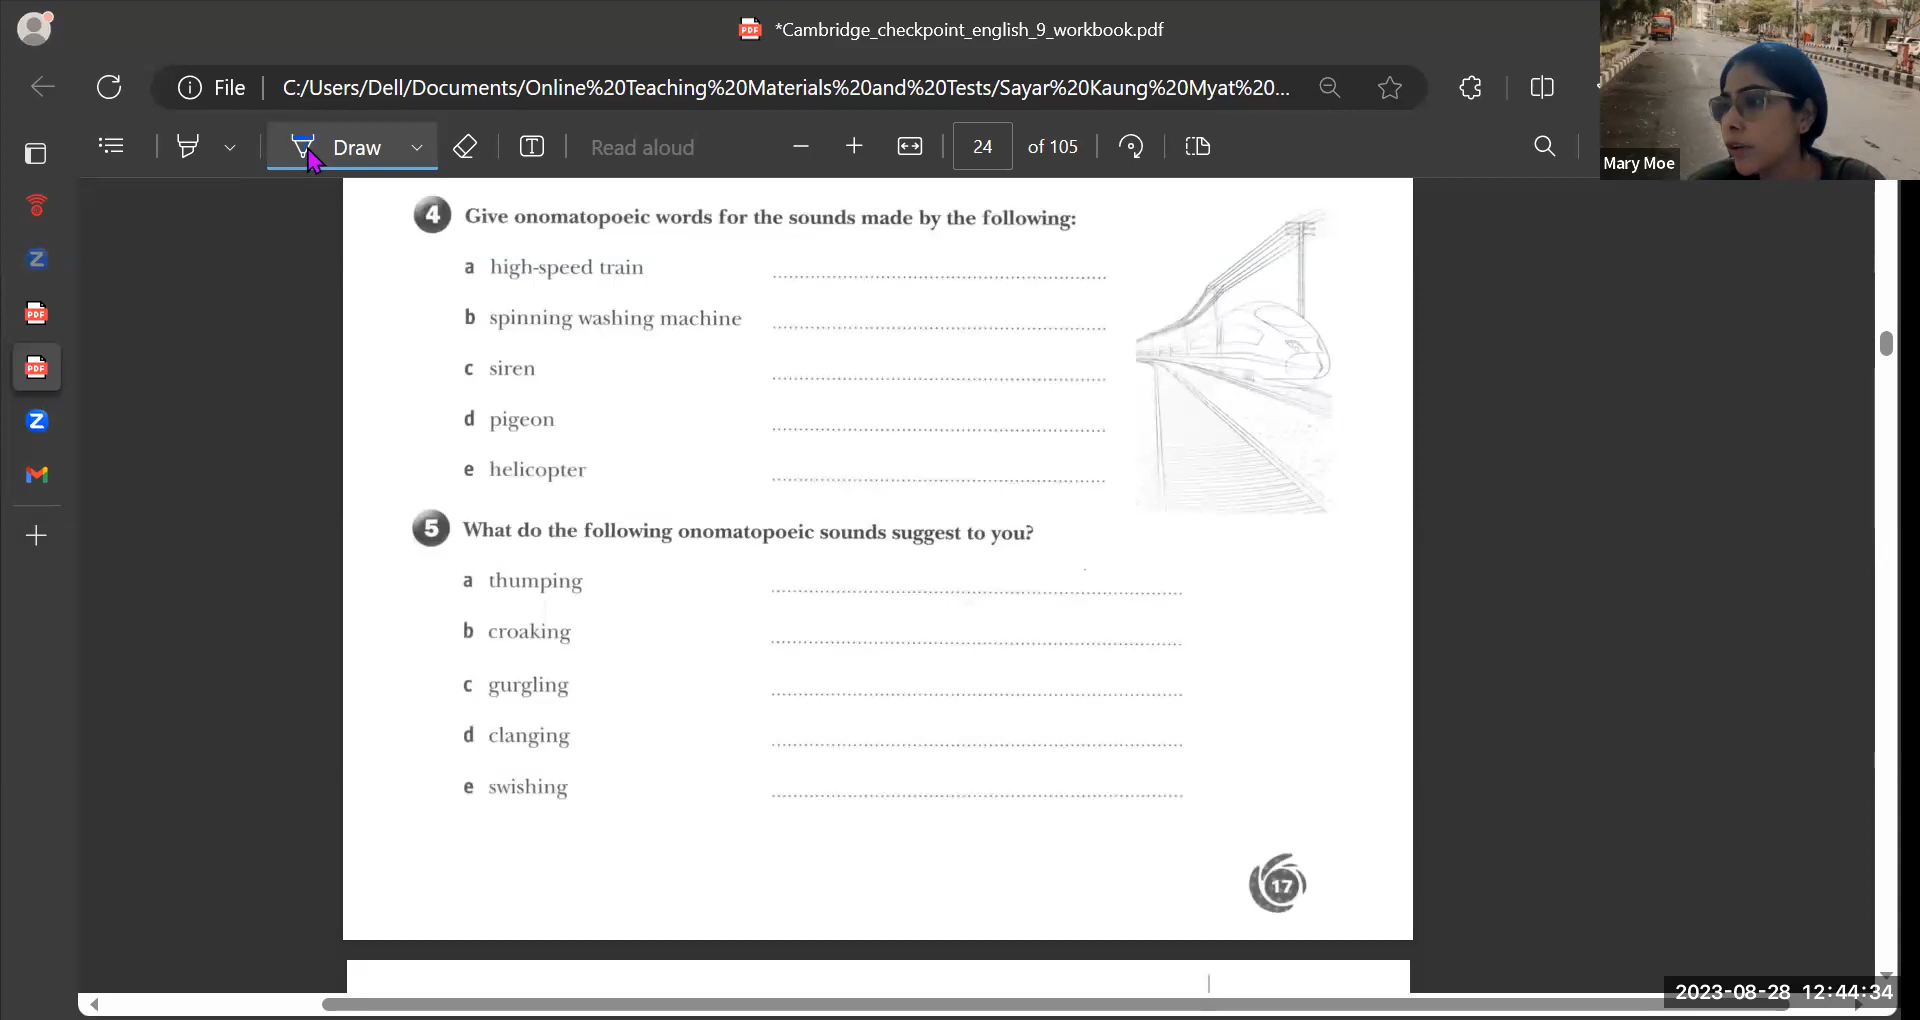 *Cambridge_checkpoint_english_9_workbook.pdf
File
C:/Users/Dell/Documents/Online%20Teaching%20Materials%20and%20Tests/Sayar%20Kaung%20Myat%20...
Draw
Read aloud
24 of 105
Mary Moe
4 Give onomatopoeic words for the sounds made by the following:
a high-speed train
b spinning washing machine
c siren
d pigeon
e helicopter
5 What do the following onomatopoeic sounds suggest to you?
a thumping
b croaking
c gurgling
d clanging
e swishing
17
2023-08-28 12:44:34